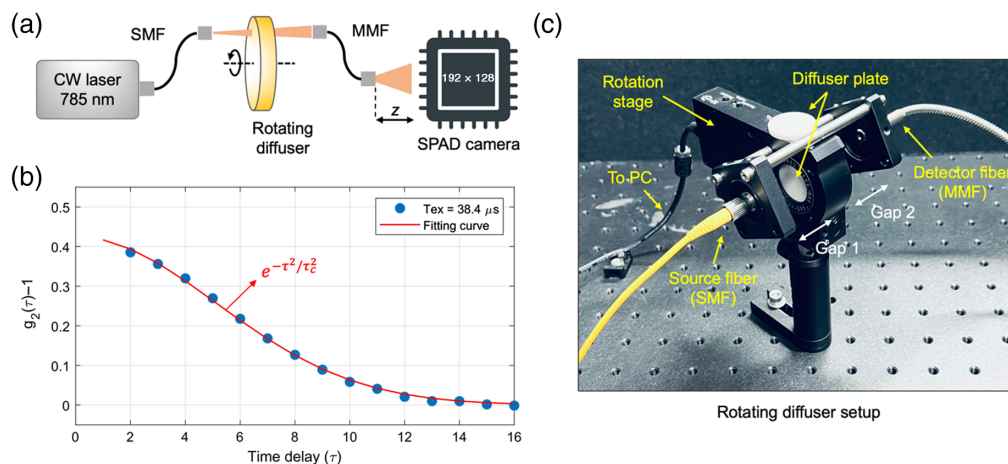 (a)
SMF
MMF
CW laser
785 nm
192 × 128
z
Rotating
diffuser
SPAD camera
(b)
0.5
0.4
0.3
0.2
0.1
0
g₂(τ)−1
Tex = 38.4 μs
Fitting curve
e^{−τ²/τ_c²}
0
2
4
6
8
10
12
14
16
Time delay (τ)
(c)
Diffuser plate
Rotation
stage
Detector fiber
(MMF)
To PC
Gap 2
Gap 1
Source fiber
(SMF)
Rotating diffuser setup